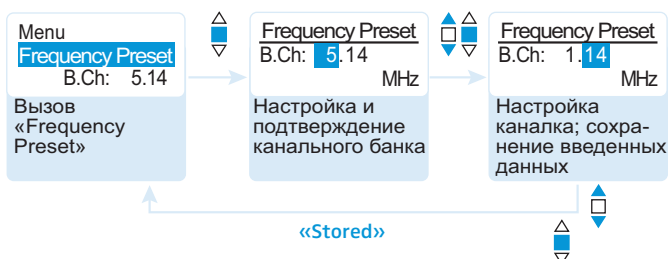 Menu
Frequency Preset
B.Ch: 5.14
Вызов
«Frequency
Preset»
Frequency Preset
B.Ch: 5.14
MHz
Настройка и
подтверждение
канального банка
Frequency Preset
B.Ch: 1.14
MHz
Настройка
каналка; сохра-
нение введенных
данных
«Stored»